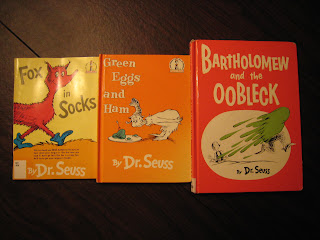 Fox
in
Socks
By Dr. Seuss
Green
Eggs
and
Ham
By Dr. Seuss
BARTHOLOMEW
and the
OOBLECK
By Dr. Seuss